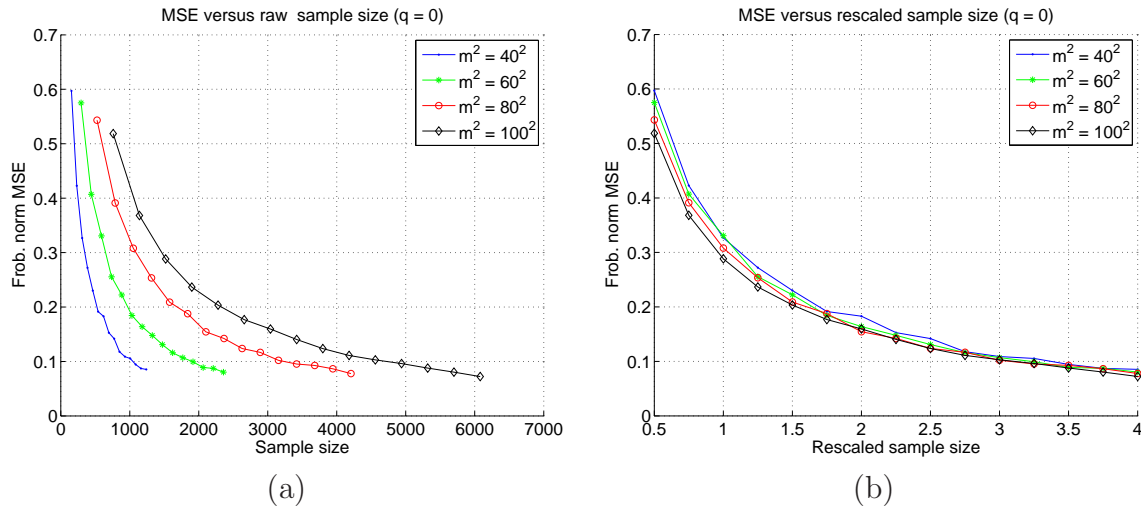 MSE versus raw sample size (q = 0)
Frob. norm MSE
0.7
0.6
0.5
0.4
0.3
0.2
0.1
0
m² = 40²
m² = 60²
m² = 80²
m² = 100²
0 1000 2000 3000 4000 5000 6000 7000
Sample size
(a)
MSE versus rescaled sample size (q = 0)
Frob. norm MSE
0.7
0.6
0.5
0.4
0.3
0.2
0.1
0
m² = 40²
m² = 60²
m² = 80²
m² = 100²
0.5 1 1.5 2 2.5 3 3.5 4
Rescaled sample size
(b)